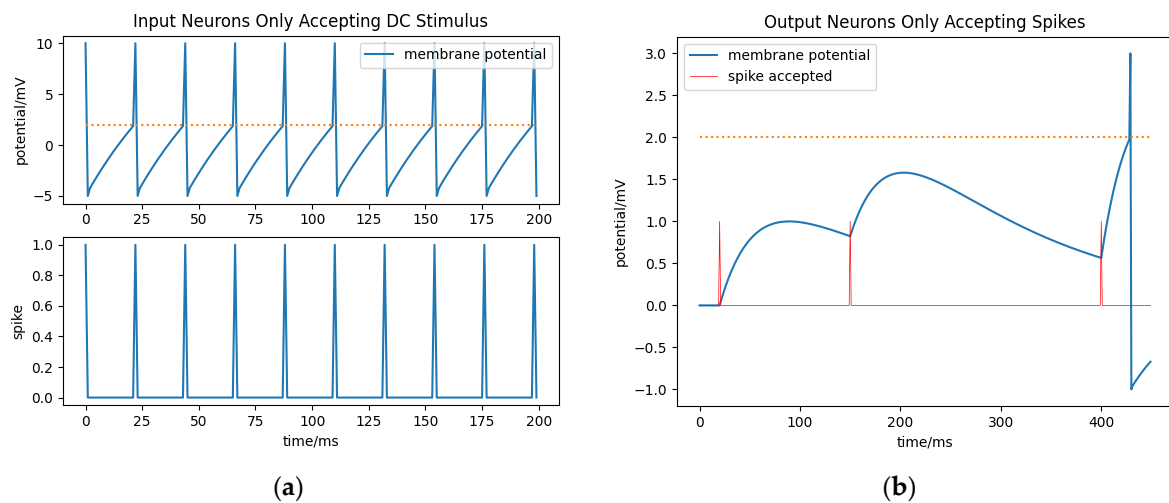 Input Neurons Only Accepting DC Stimulus
10
5
0
−5
potential/mV
membrane potential
0 25 50 75 100 125 150 175 200
1.0
0.8
0.6
0.4
0.2
0.0
spike
0 25 50 75 100 125 150 175 200
time/ms
(a)
Output Neurons Only Accepting Spikes
3.0
2.5
2.0
1.5
1.0
0.5
0.0
−0.5
−1.0
potential/mV
membrane potential
spike accepted
0 100 200 300 400
time/ms
(b)